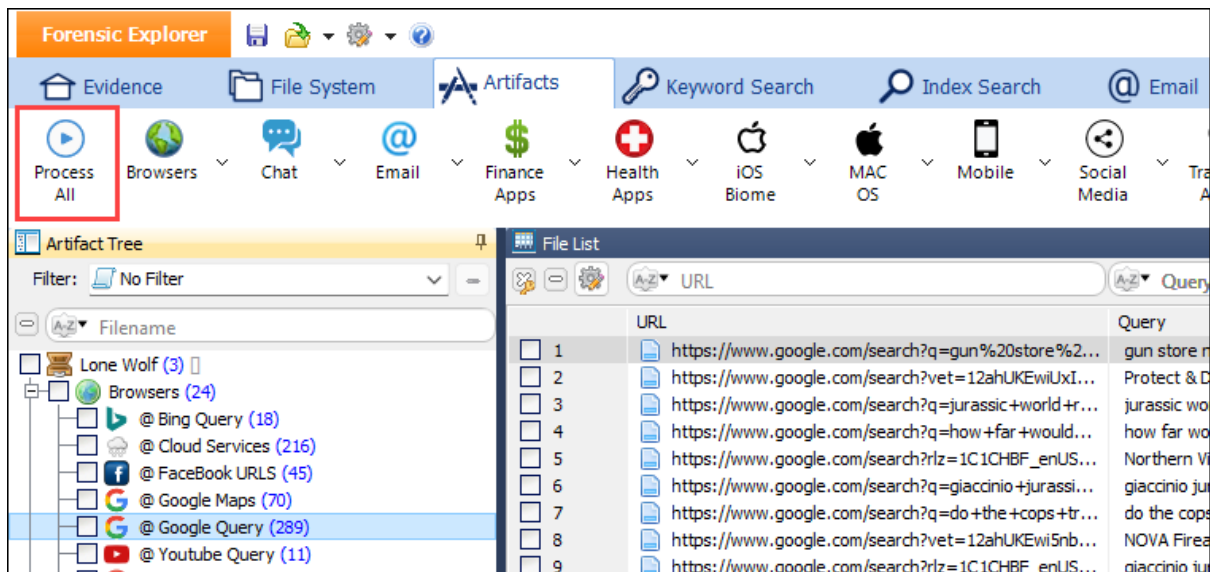 Forensic Explorer
Evidence File System Artifacts Keyword Search Index Search Email
Process All
Browsers
Chat
Email
Finance Apps
Health Apps
iOS Biome
MAC OS
Mobile
Social Media
Artifact Tree
File List
Filter: No Filter
URL Query
Filename
URL Query
Lone Wolf (3)
1 https://www.google.com/search?q=gun%20store%2... gun store
Browsers (24)
2 https://www.google.com/search?vet=12ahUKEwiUxI... Protect &
@ Bing Query (18)
3 https://www.google.com/search?q=jurassic+world+r... jurassic
@ Cloud Services (216)
4 https://www.google.com/search?q=how+far+would... how far
@ FaceBook URLS (45)
5 https://www.google.com/search?rlz=1C1CHBF_enUS... Northern
@ Google Maps (70)
6 https://www.google.com/search?q=giaccinio+jurassi... giaccinio
@ Google Query (289)
7 https://www.google.com/search?q=do+the+cops+tr... do the cops
@ Youtube Query (11)
8 https://www.google.com/search?vet=12ahUKEwi5nb... NOVA
9 https://www.google.com/search?rlz=1C1CHBF_enUS... giaccinio